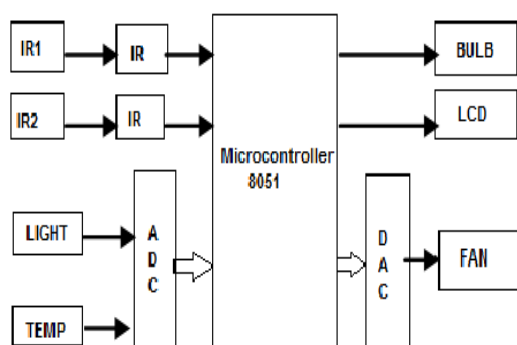 IR1
IR
BULB
IR2
IR
LCD
Microcontroller
8051
LIGHT
A
D
C
D
A
C
FAN
TEMP